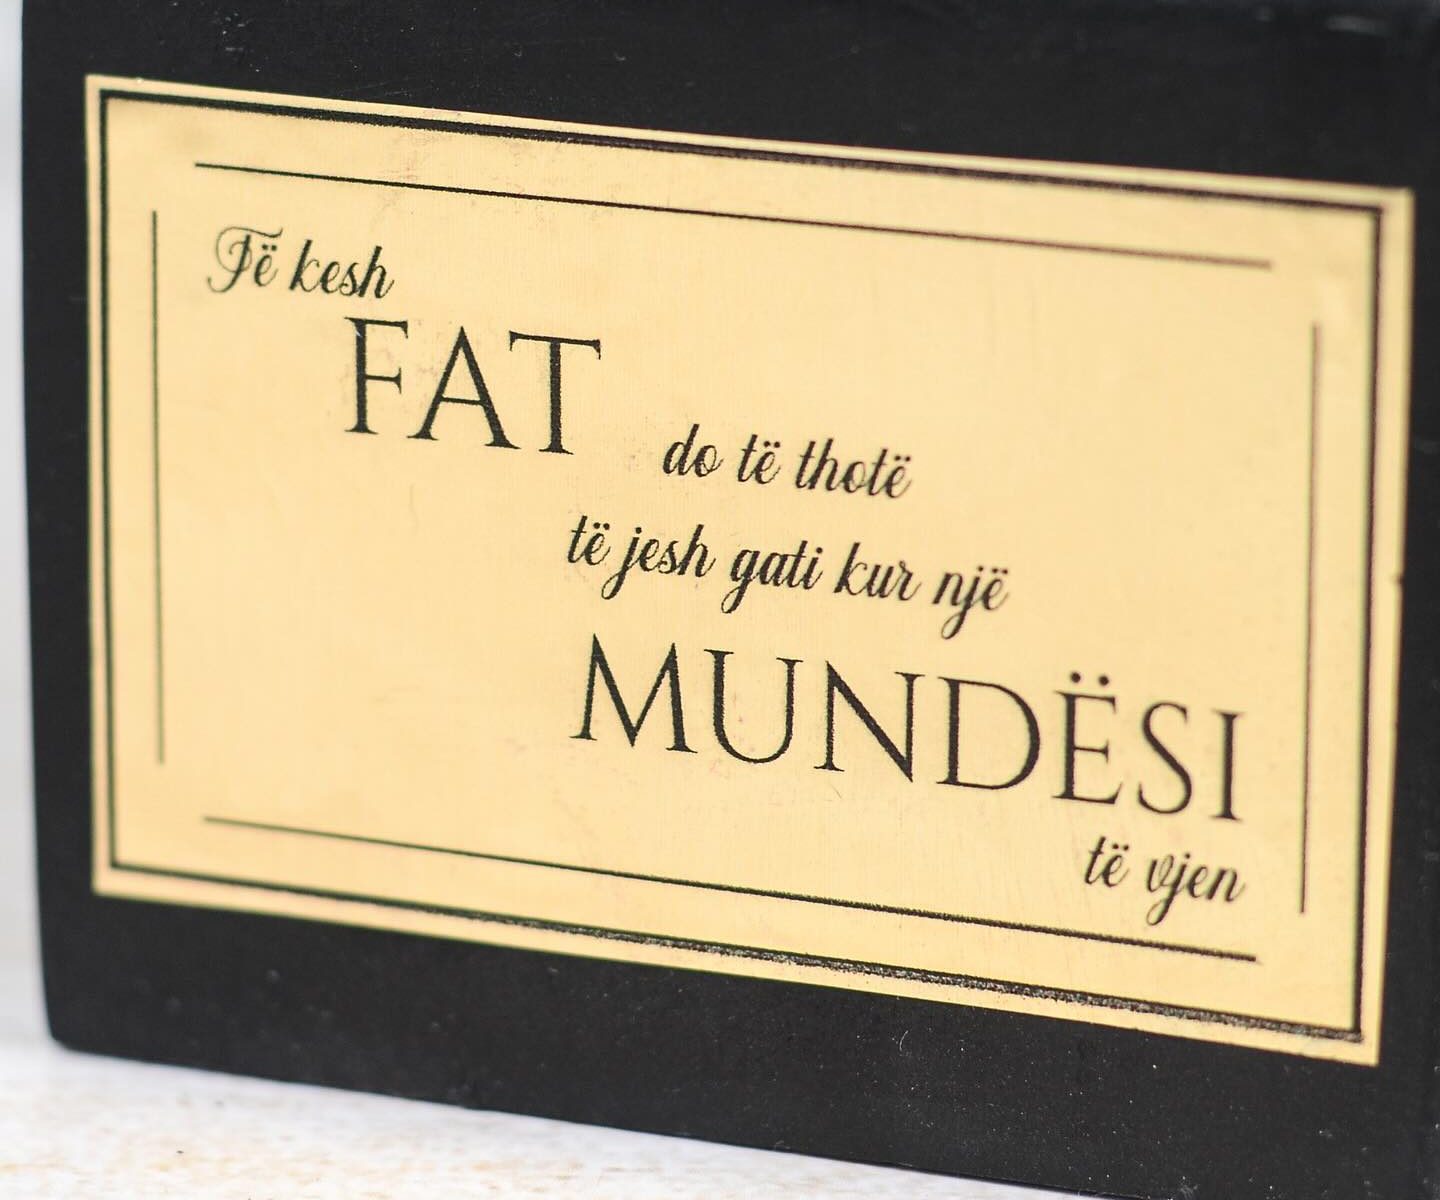 Të kesh
FAT
do të thotë
të jesh gati kur një
MUNDËSI
të vjen